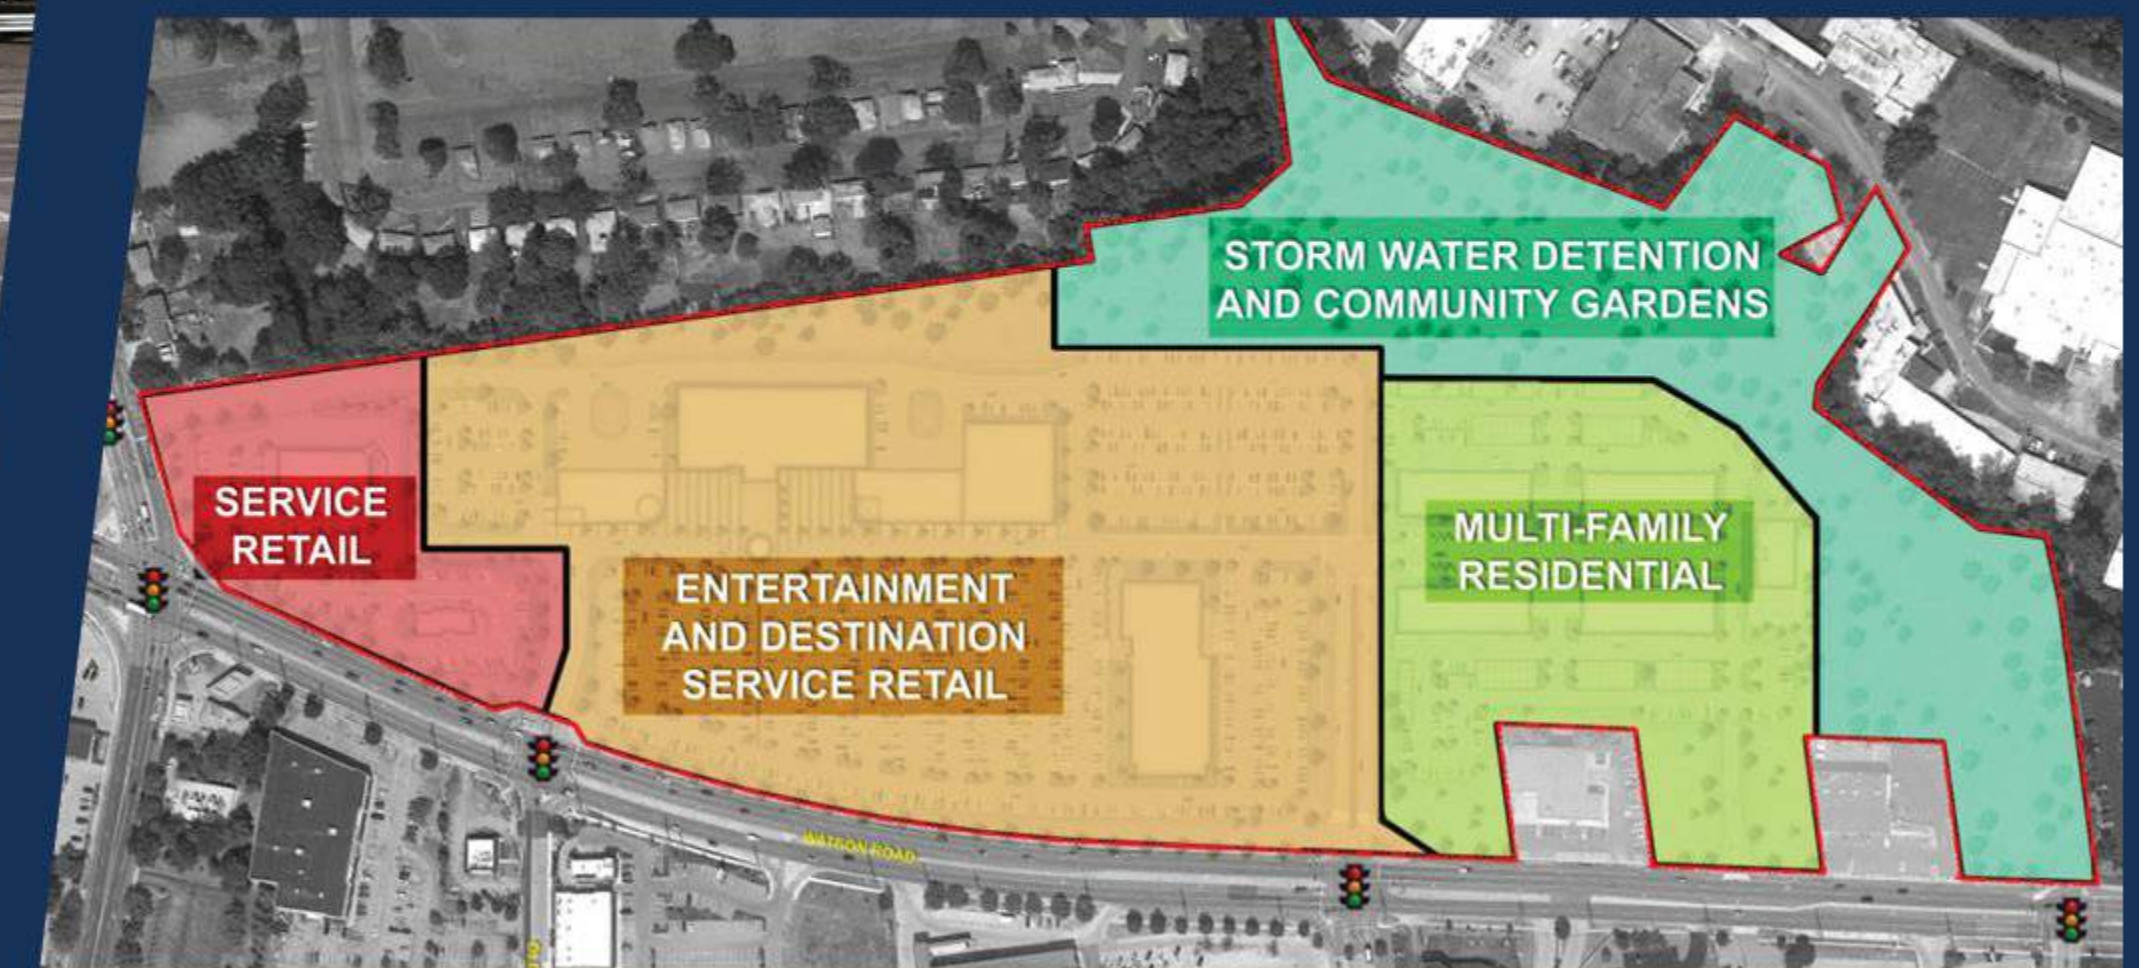 STORM WATER DETENTION
AND COMMUNITY GARDENS
SERVICE
RETAIL
MULTI-FAMILY
RESIDENTIAL
ENTERTAINMENT
AND DESTINATION
SERVICE RETAIL
WATSON ROAD